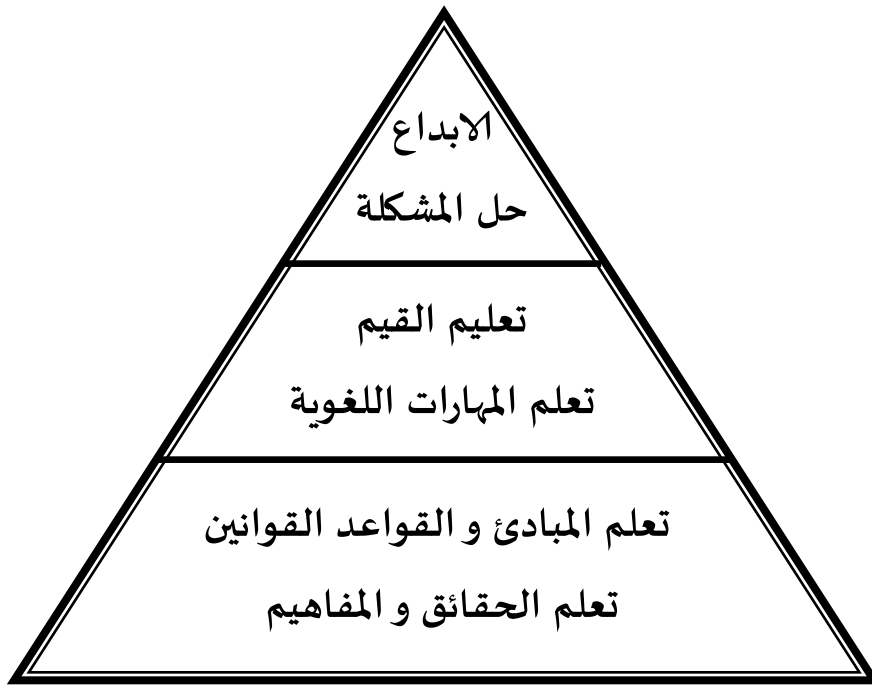 الابداع
حل المشكلة
تعليم القيم
تعلم المهارات اللغوية
تعلم المبادئ و القواعد القوانين
تعلم الحقائق و المفاهيم